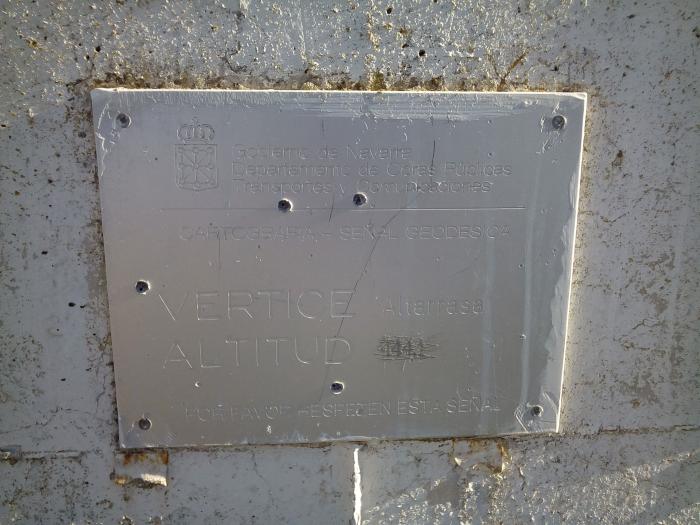 Gobierno de Navarra
Departamento de Obras Públicas
Transportes y Comunicaciones
CARTOGRAFIA - SEÑAL GEODESICA
VERTICE
ALTITUD
POR FAVOR RESPETEN ESTA SEÑAL